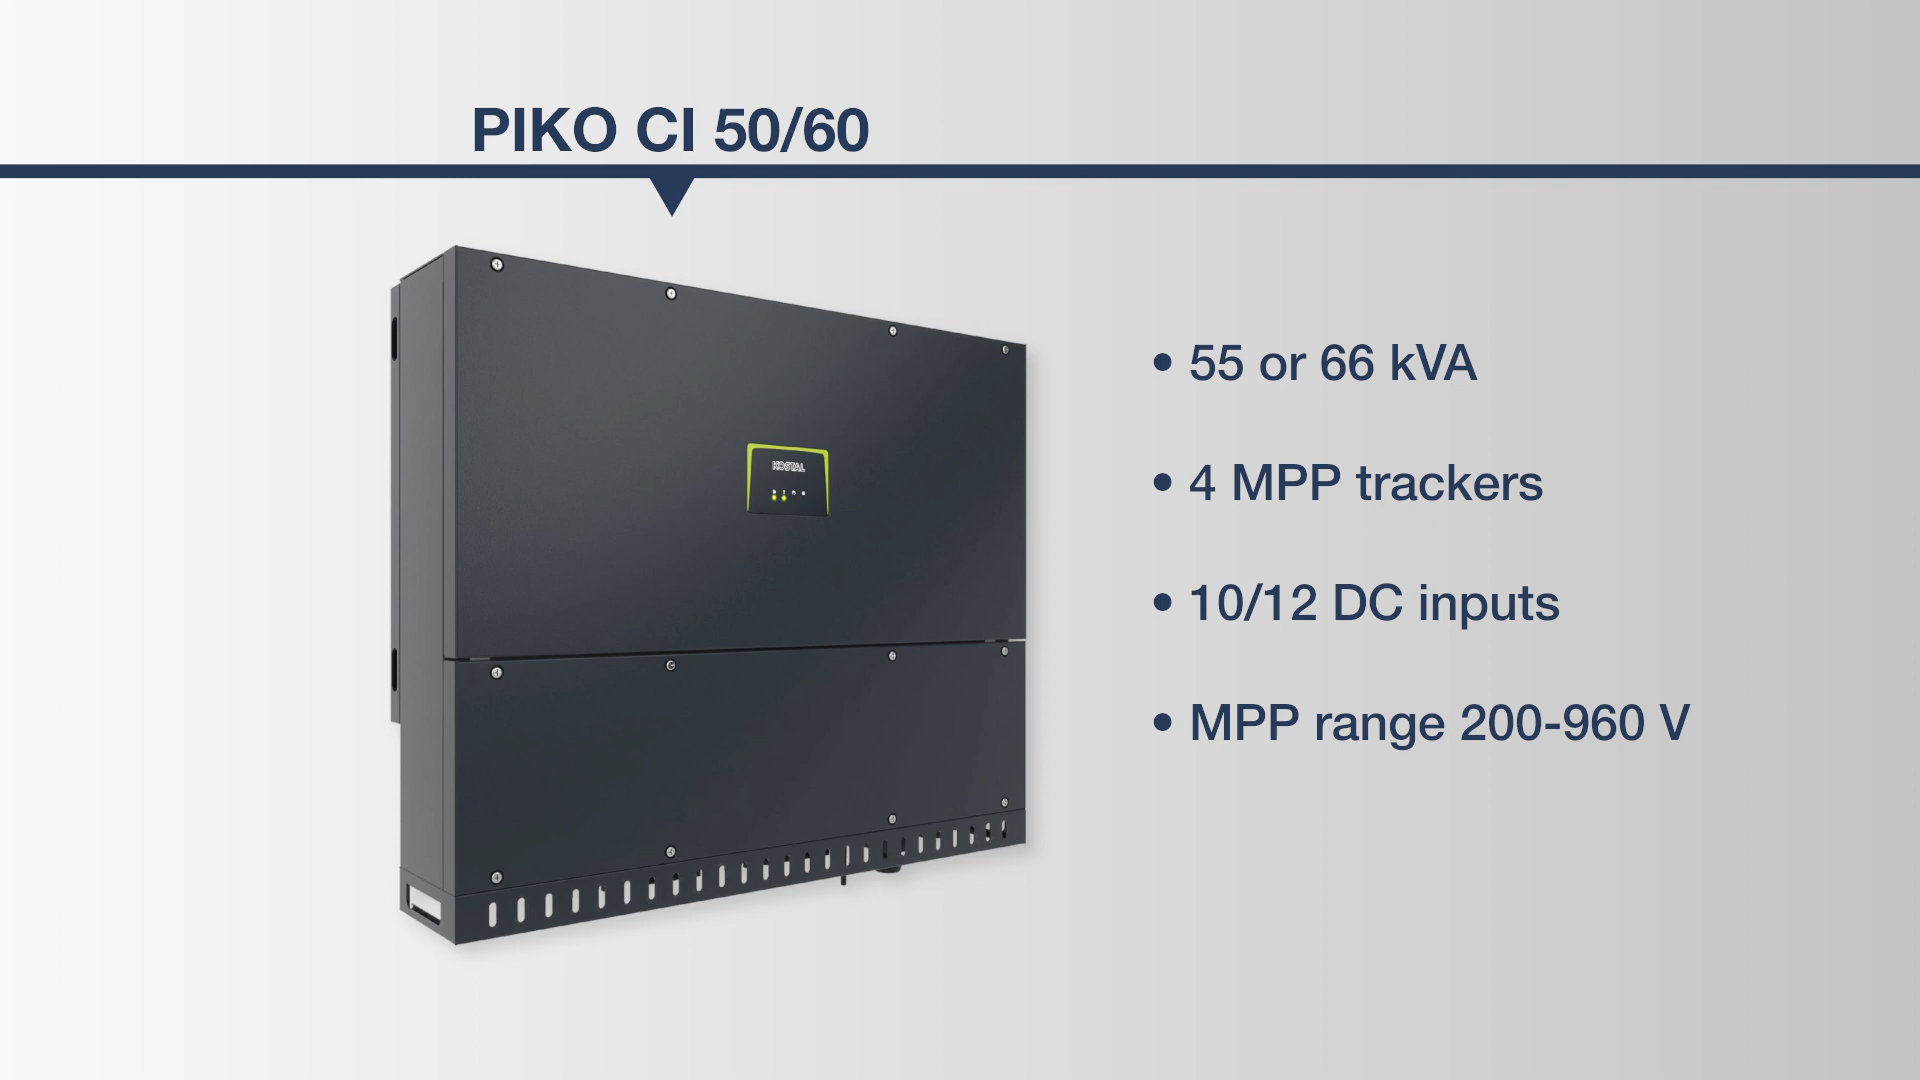 PIKO CI 50/60
KOSTAL
• 55 or 66 kVA
• 4 MPP trackers
• 10/12 DC inputs
• MPP range 200-960 V